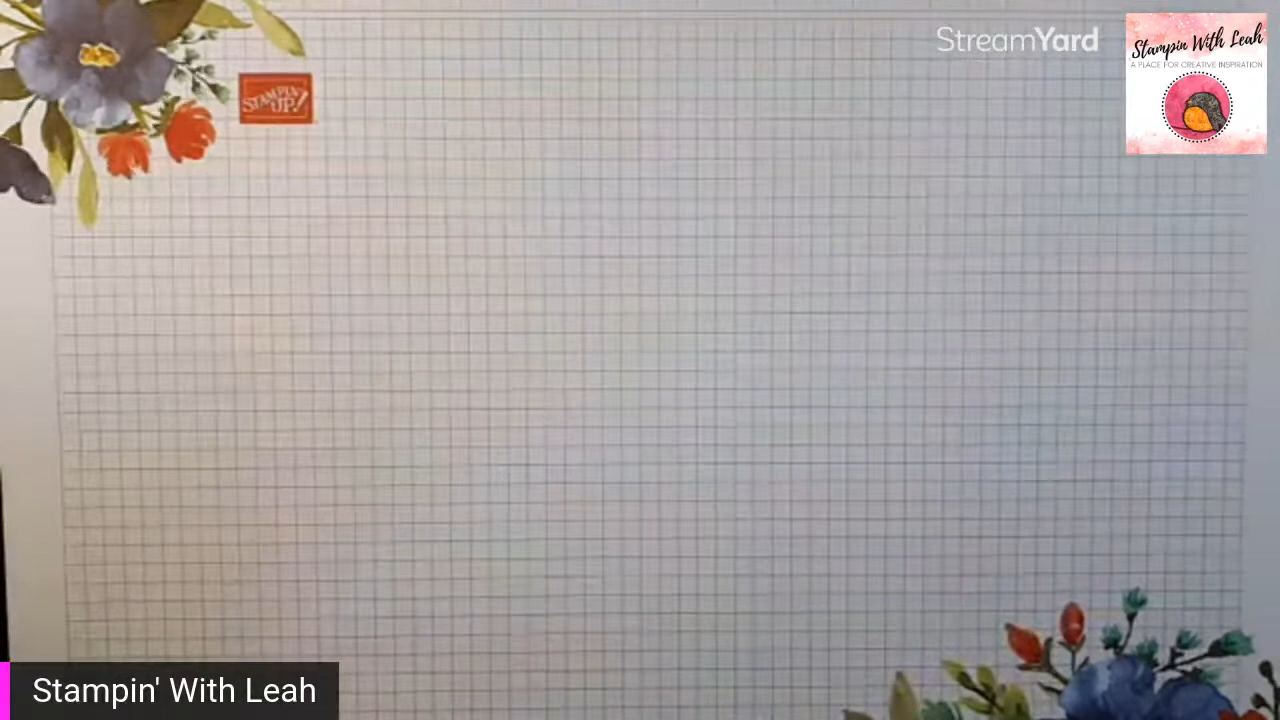 StreamYard
Stampin With Leah
A PLACE FOR CREATIVE INSPIRATION
STAMPIN'
UP!
Stampin' With Leah